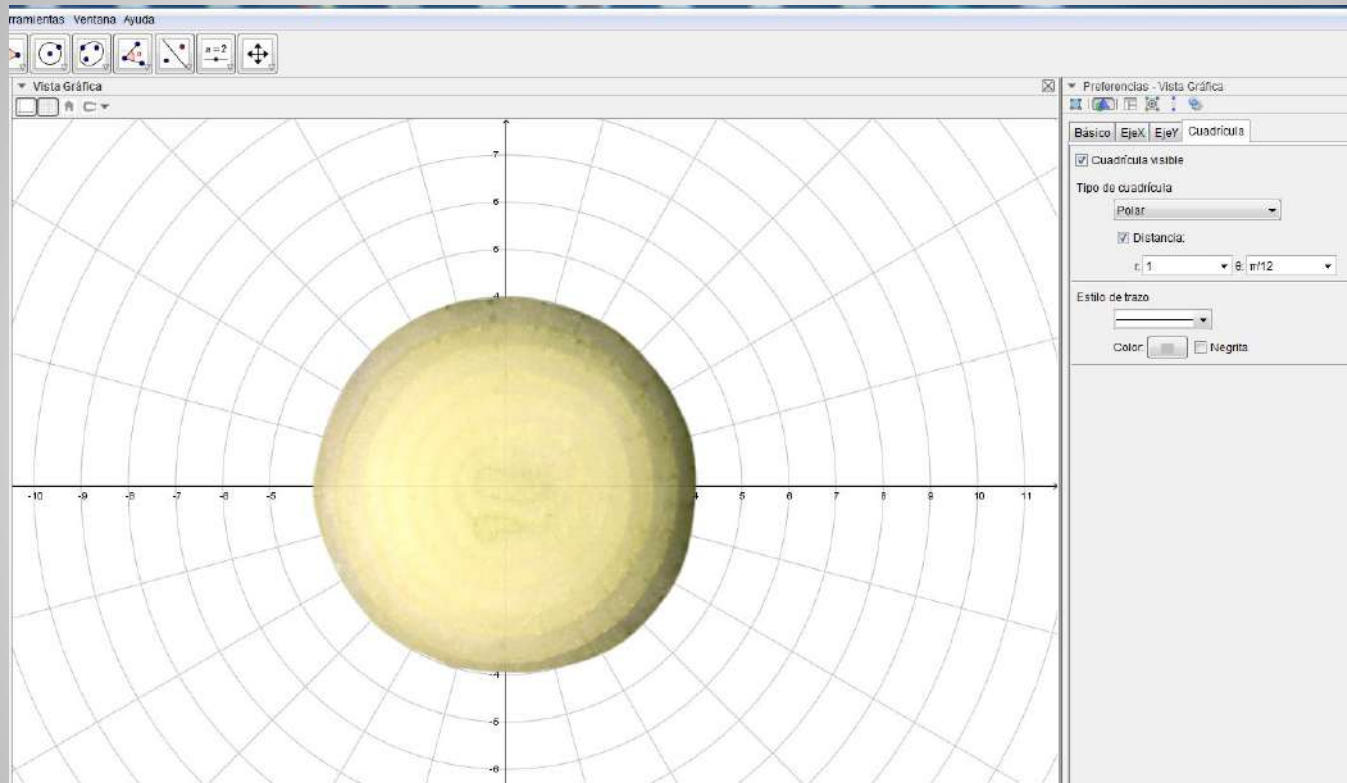 rramientas Ventana Ayuda
a=2
Vista Gráfica
Preferencias - Vista Gráfica
Básico EjeX EjeY Cuadrícula
Cuadrícula visible
Tipo de cuadrícula
Polar
Distancia:
r: 1 θ: π/12
Estilo de trazo
Color: Negrita
7
6
5
4
-10 -9 -8 -7 -6 -5 4 5 6 7 8 9 10 11
-4
-5
-6